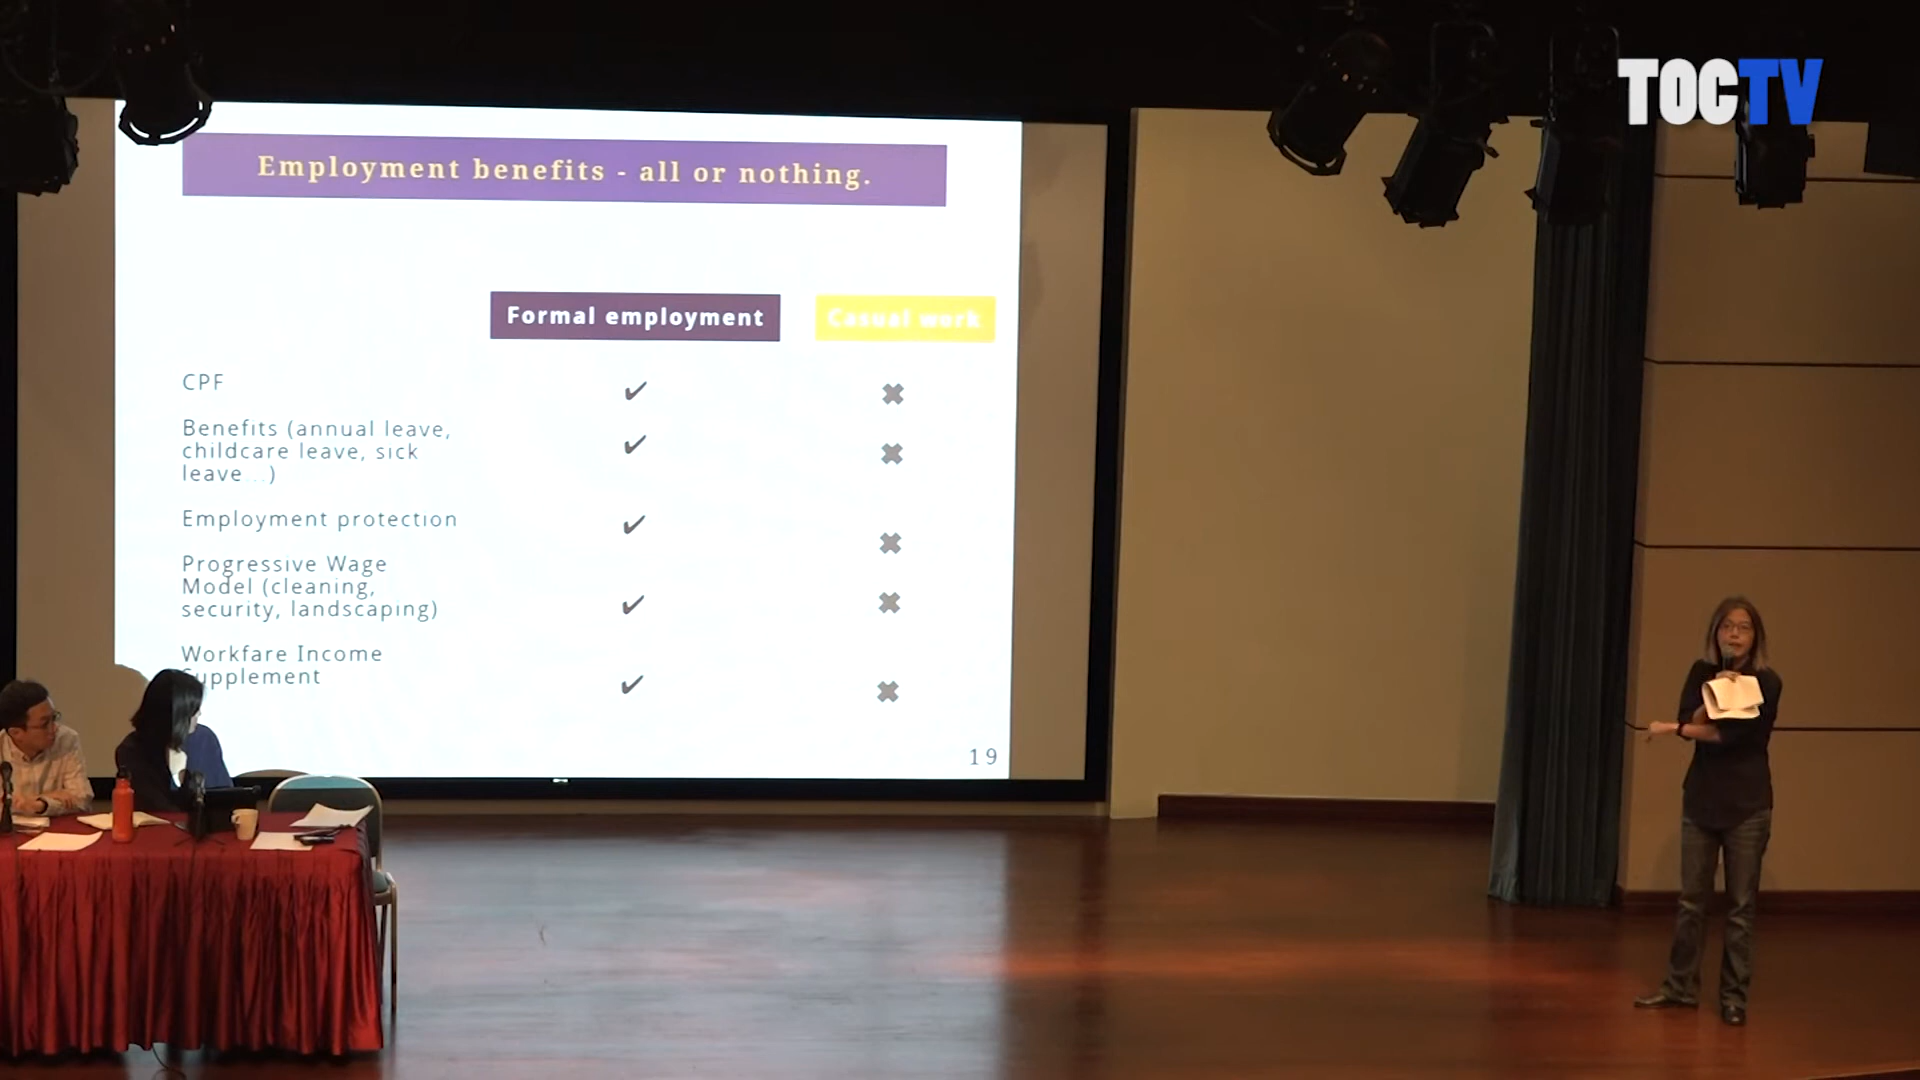 TOCTV
Employment benefits - all or nothing.
Formal employment
Casual work
CPF
✔
✖
Benefits (annual leave,
childcare leave, sick
leave...)
✔
✖
Employment protection
✔
✖
Progressive Wage
Model (cleaning,
security, landscaping)
✔
✖
Workfare Income
Supplement
✔
✖
19